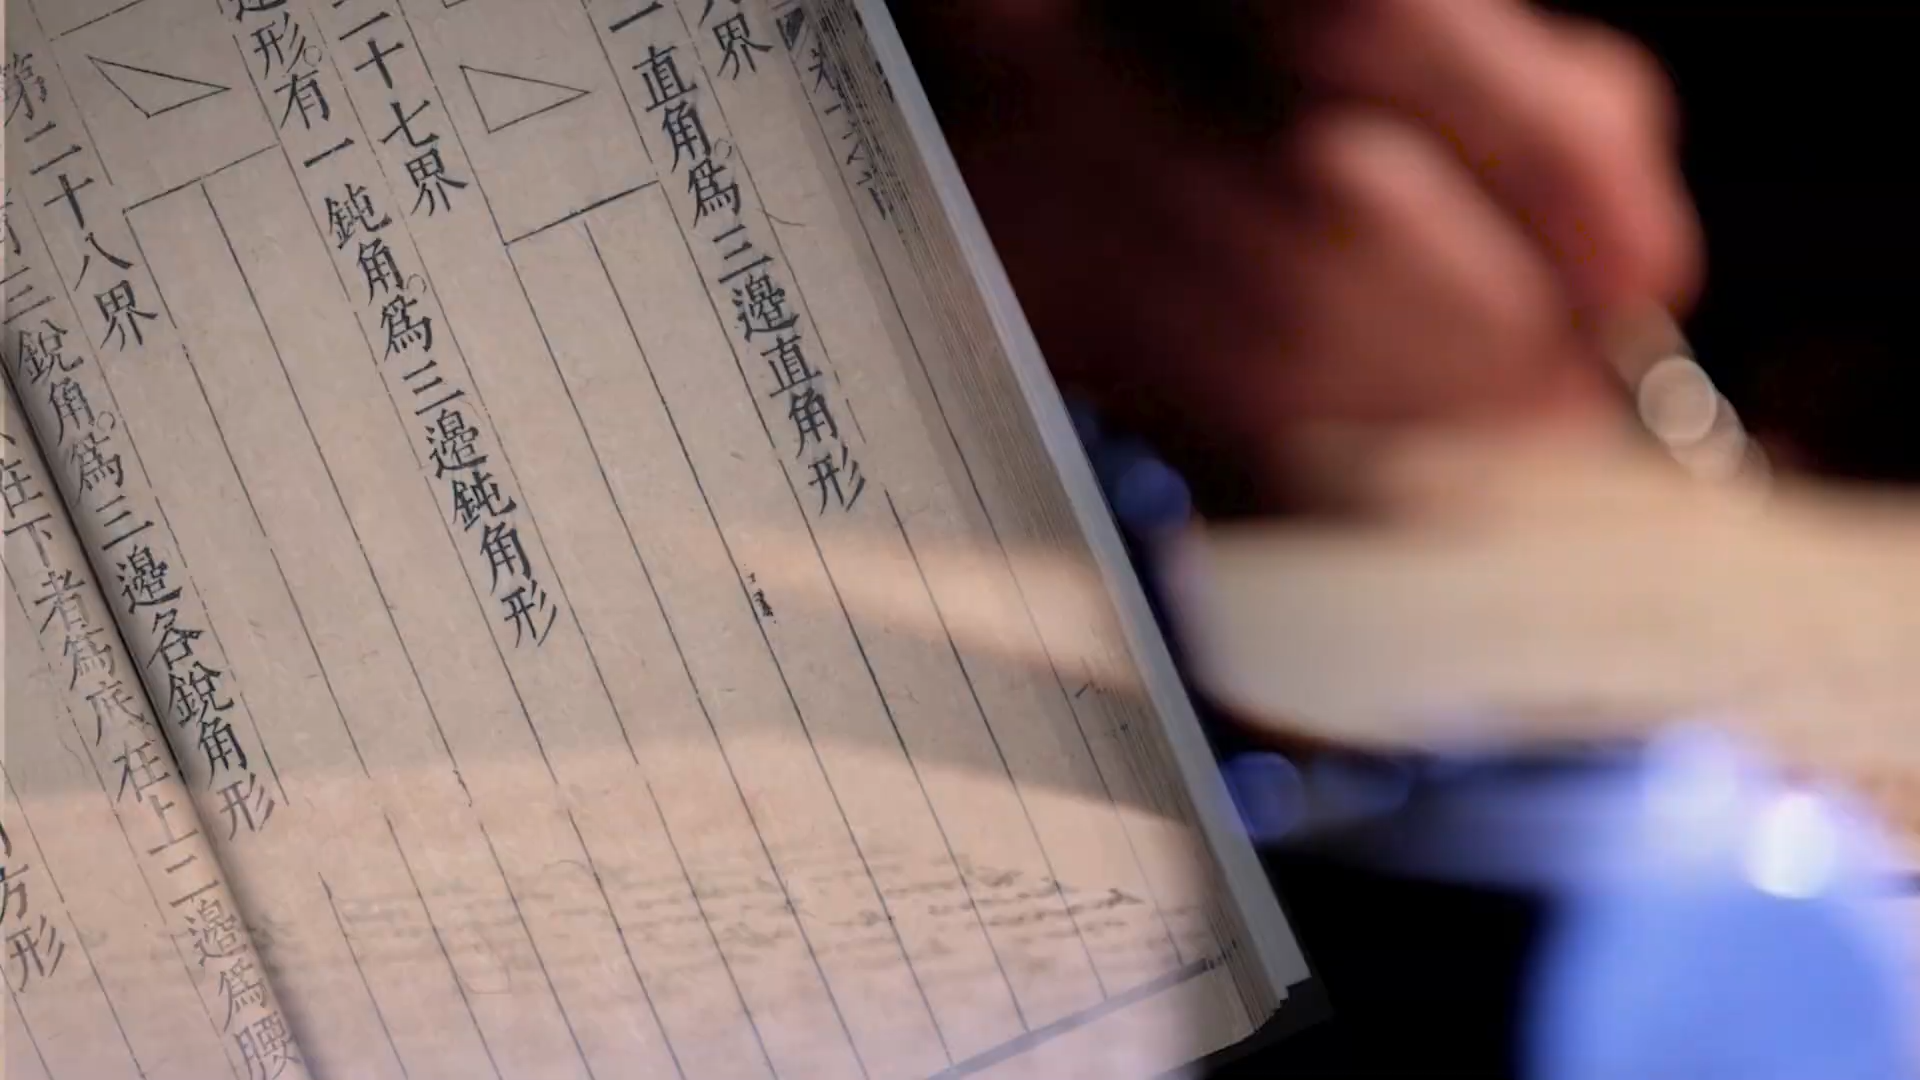 界
一直角。爲三邊直角形
二十七界
形。有一鈍角。爲三邊鈍角形
第二十八界
三銳角。爲三邊各銳角形
在下者爲底。在上二邊爲腰
方形